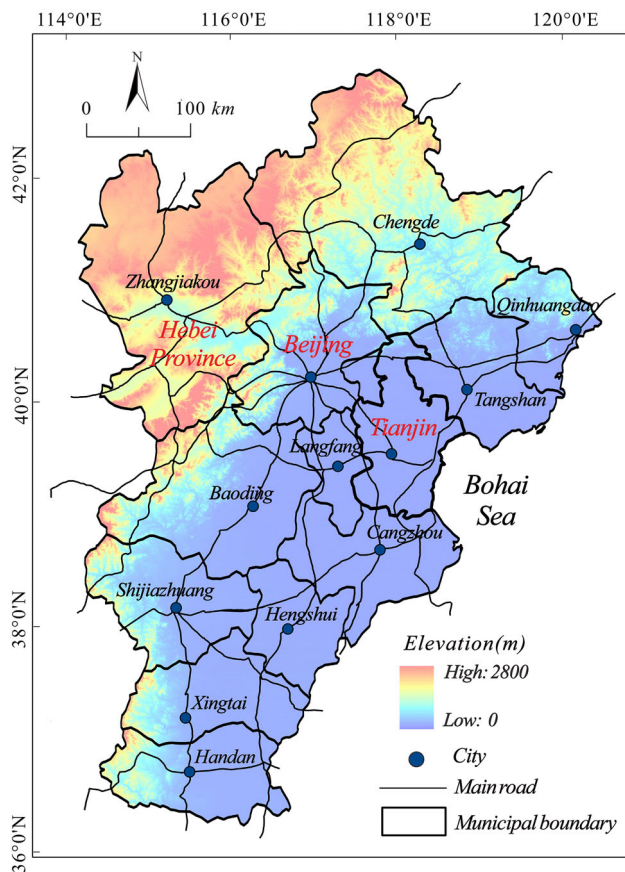 114°0'E 116°0'E 118°0'E 120°0'E
N
0 100 km
42°0'N
Chengde
Zhangjiakou
Qinhuangdao
Hebei
Province
Beijing
40°0'N
Tangshan
Tianjin
Langfang
Baoding
Bohai
Sea
Cangzhou
Shijiazhuang
38°0'N
Hengshui
Elevation(m)
High: 2800
Low: 0
Xingtai
City
Handan
Main road
Municipal boundary
36°0'N